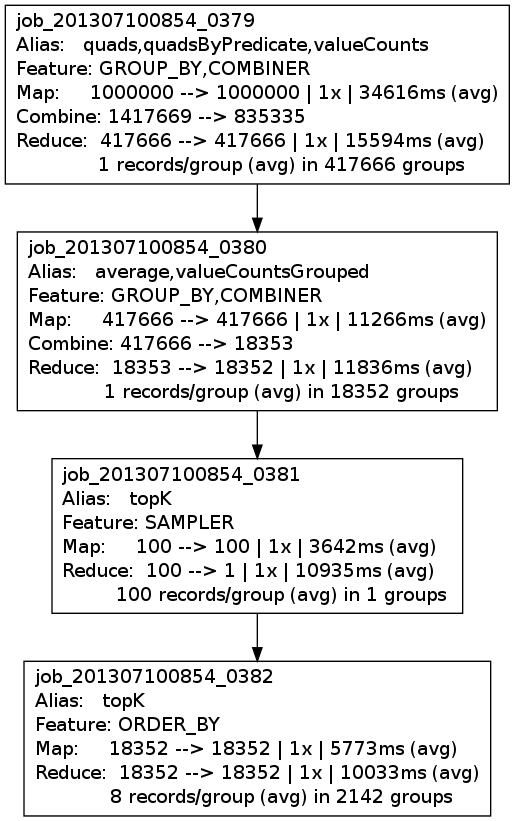 job_201307100854_0379
Alias: quads,quadsByPredicate,valueCounts
Feature: GROUP_BY,COMBINER
Map: 1000000 --> 1000000 | 1x | 34616ms (avg)
Combine: 1417669 --> 835335
Reduce: 417666 --> 417666 | 1x | 15594ms (avg)
1 records/group (avg) in 417666 groups
job_201307100854_0380
Alias: average,valueCountsGrouped
Feature: GROUP_BY,COMBINER
Map: 417666 --> 417666 | 1x | 11266ms (avg)
Combine: 417666 --> 18353
Reduce: 18353 --> 18352 | 1x | 11836ms (avg)
1 records/group (avg) in 18352 groups
job_201307100854_0381
Alias: topK
Feature: SAMPLER
Map: 100 --> 100 | 1x | 3642ms (avg)
Reduce: 100 --> 1 | 1x | 10935ms (avg)
100 records/group (avg) in 1 groups
job_201307100854_0382
Alias: topK
Feature: ORDER_BY
Map: 18352 --> 18352 | 1x | 5773ms (avg)
Reduce: 18352 --> 18352 | 1x | 10033ms (avg)
8 records/group (avg) in 2142 groups